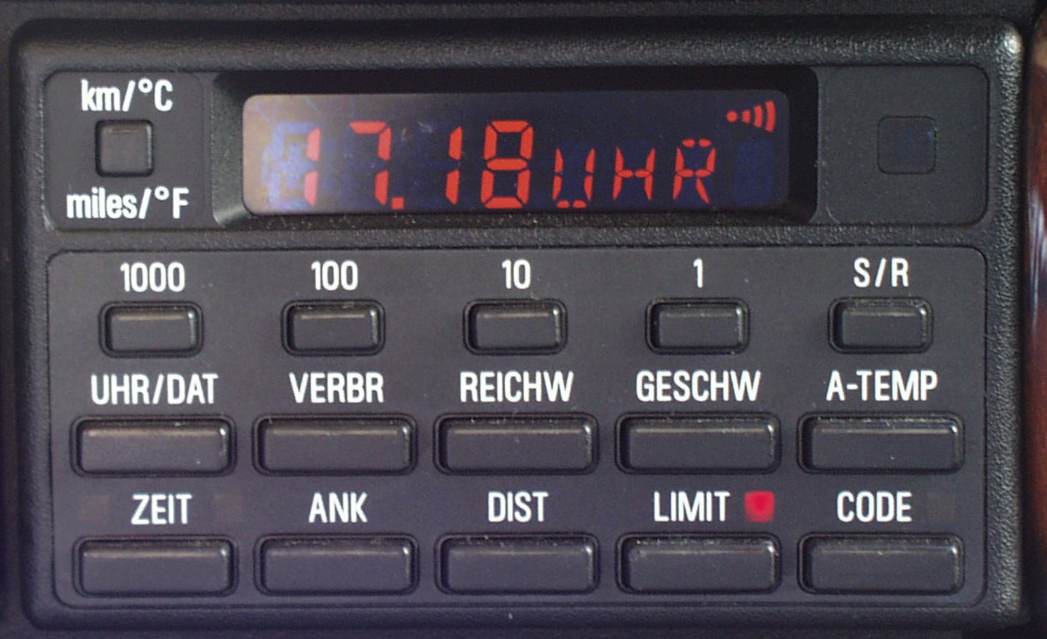 km/°C
17.18 UHR
miles/°F
1000 100 10 1 S/R
UHR/DAT VERBR REICHW GESCHW A-TEMP
ZEIT ANK DIST LIMIT CODE